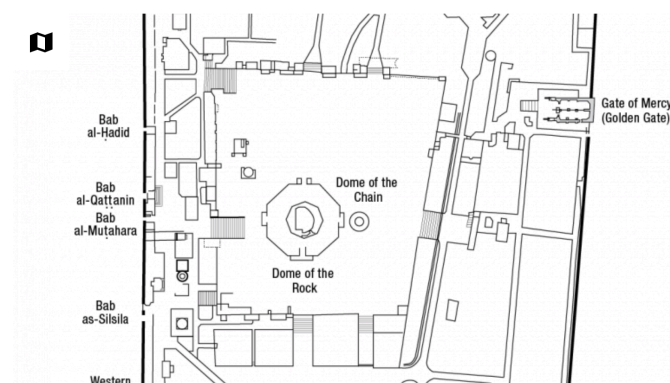 Gate of Mercy
(Golden Gate)
Bab
al-Hadid
Dome of the
Chain
Bab
al-Qattanin
Bab
al-Mutahara
Dome of the
Rock
Bab
as-Silsila
Western